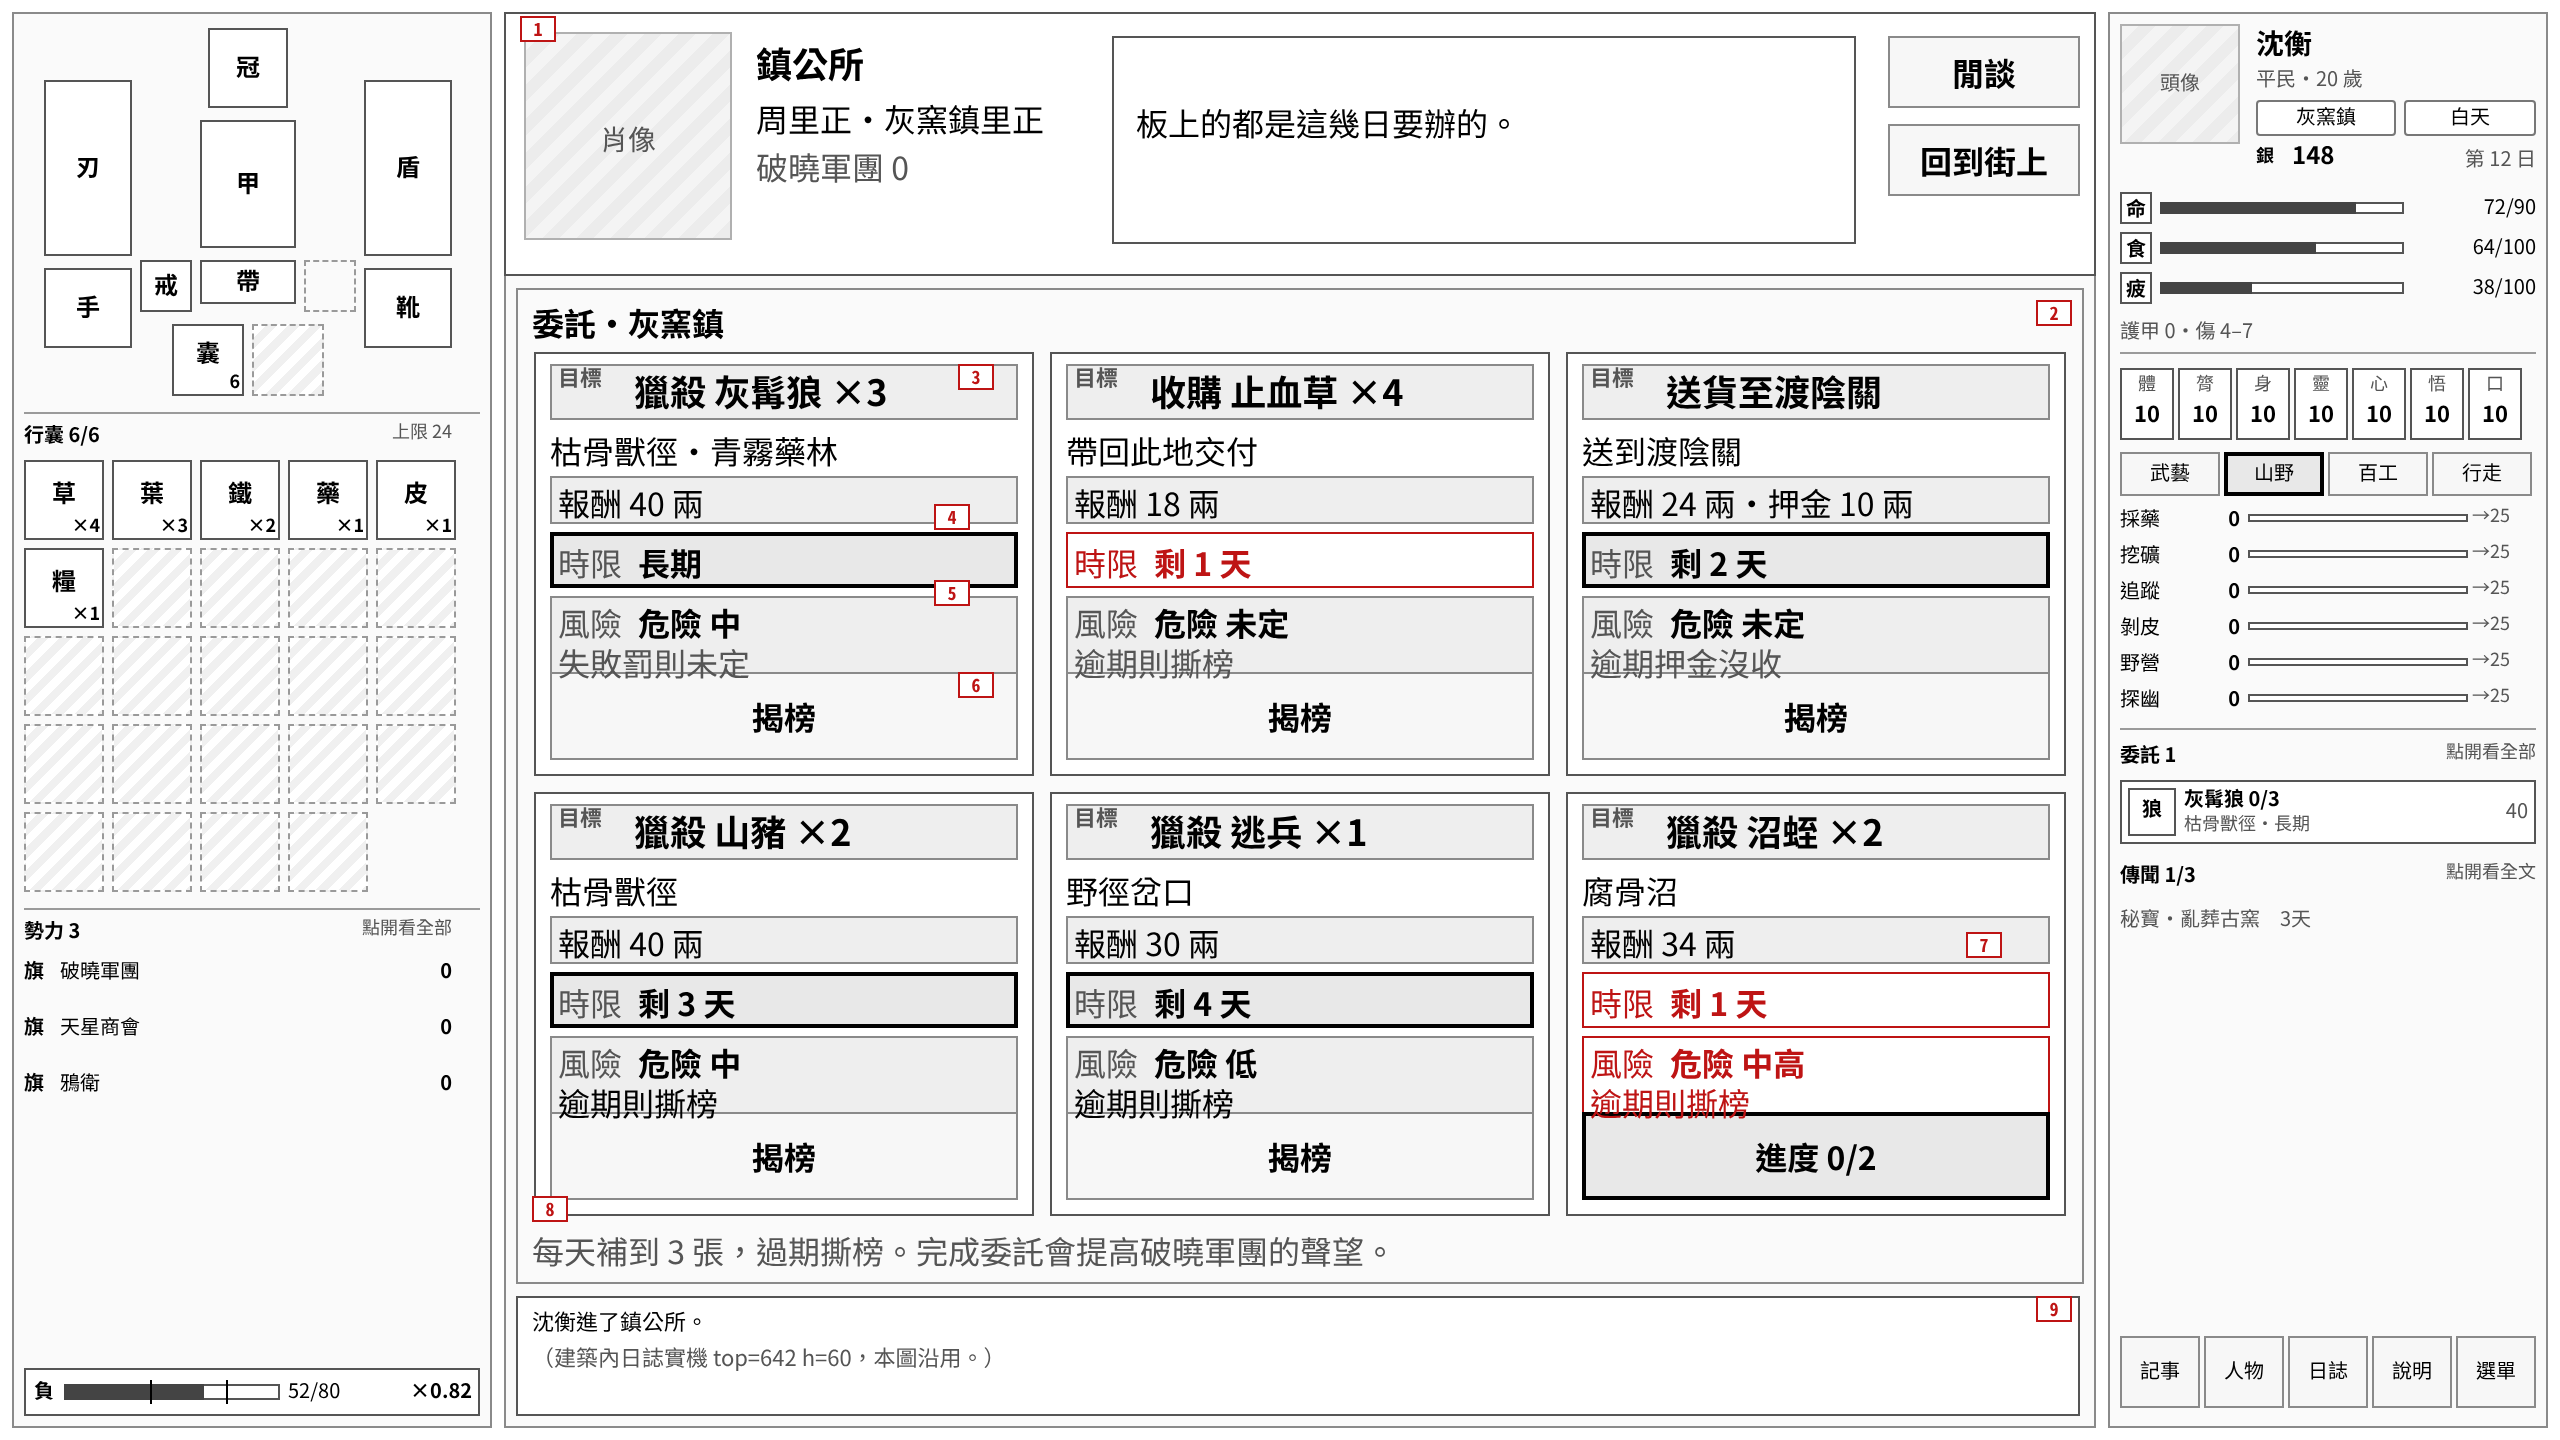 冠
刃
甲
盾
手
戒
帶
靴
囊
6
行囊 6/6
上限 24
草
×4
葉
×3
鐵
×2
藥
×1
皮
×1
糧
×1
勢力 3
點開看全部
旗 破曉軍團 0
旗 天星商會 0
旗 鴉衛 0
負 52/80 ×0.82
1
肖像
鎮公所
周里正・灰窯鎮里正
破曉軍團 0
板上的都是這幾日要辦的。
閒談
回到街上
委託・灰窯鎮
2
目標 獵殺 灰髯狼 ×3
3
枯骨獸徑・青霧藥林
報酬 40 兩
4
時限 長期
5
風險 危險 中
失敗罰則未定
6
揭榜
目標 收購 止血草 ×4
帶回此地交付
報酬 18 兩
時限 剩 1 天
風險 危險 未定
逾期則撕榜
揭榜
目標 送貨至渡陰關
送到渡陰關
報酬 24 兩・押金 10 兩
時限 剩 2 天
風險 危險 未定
逾期押金沒收
揭榜
目標 獵殺 山豬 ×2
枯骨獸徑
報酬 40 兩
時限 剩 3 天
風險 危險 中
逾期則撕榜
揭榜
目標 獵殺 逃兵 ×1
野徑岔口
報酬 30 兩
時限 剩 4 天
風險 危險 低
逾期則撕榜
揭榜
目標 獵殺 沼蛭 ×2
腐骨沼
報酬 34 兩
7
時限 剩 1 天
風險 危險 中高
逾期則撕榜
進度 0/2
8
每天補到 3 張，過期撕榜。完成委託會提高破曉軍團的聲望。
9
沈衡進了鎮公所。
（建築內日誌實機 top=642 h=60，本圖沿用。）
頭像
沈衡
平民・20 歲
灰窯鎮
白天
銀 148
第 12 日
命 72/90
食 64/100
疲 38/100
護甲 0・傷 4–7
體 膂 身 靈 心 悟 口
10 10 10 10 10 10 10
武藝 山野 百工 行走
採藥 0 →25
挖礦 0 →25
追蹤 0 →25
剝皮 0 →25
野營 0 →25
探幽 0 →25
委託 1
點開看全部
狼
灰髯狼 0/3
枯骨獸徑・長期
40
傳聞 1/3
點開看全文
秘寶・亂葬古窯 3天
記事 人物 日誌 說明 選單